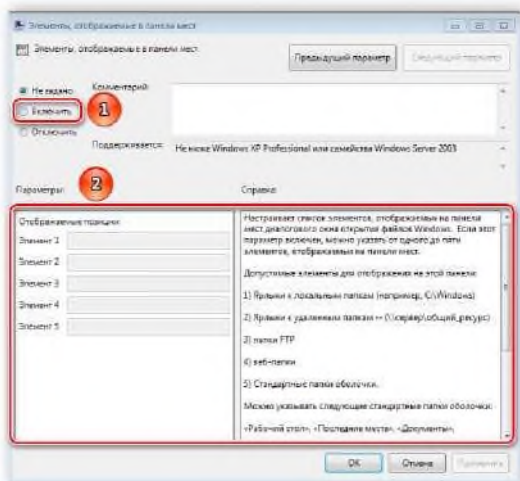 Элементы, отображаемые в панели мест
Элементы, отображаемые в панели мест
Предыдущий параметр
Следующий параметр
Не задано
Комментарий:
Включить
1
Отключить
Поддерживается:
Не ниже Windows XP Professional или семейства Windows Server 2003
Параметры:
2
Справка:
Отображаемые позиции:
Элемент 1
Элемент 2
Элемент 3
Элемент 4
Элемент 5
Настраивает список элементов, отображаемых на панели
мест диалогового окна открытия файлов Windows. Если этот
параметр включен, можно указать от одного до пяти
элементов, отображаемых на панели мест.
Допустимые элементы для отображения на этой панели:
1) Ярлыки к локальным папкам (например, C:\Windows)
2) Ярлыки к удаленным папкам -- (\\сервер\общий_ресурс)
3) папки FTP
4) веб-папки
5) Стандартные папки оболочки.
Можно указывать следующие стандартные папки оболочки:
«Рабочий стол», «Последние места», «Документы»,
OK
Отмена
Применить